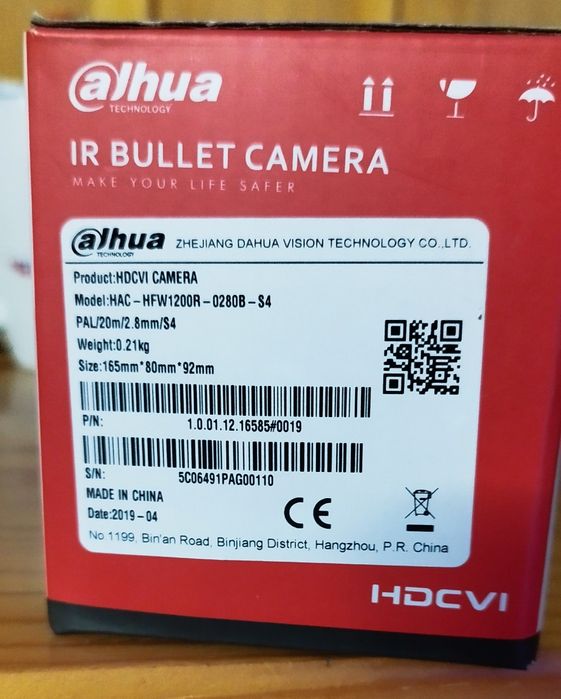 alhua
TECHNOLOGY
IR BULLET CAMERA
MAKE YOUR LIFE SAFER
alhua
TECHNOLOGY
ZHEJIANG DAHUA VISION TECHNOLOGY CO.,LTD.
Product:HDCVI CAMERA
Model:HAC-HFW1200R-0280B-S4
PAL/20m/2.8mm/S4
Weight:0.21kg
Size:165mm*80mm*92mm
P/N: 1.0.01.12.16585#0019
S/N: 5C06491PAG00110
MADE IN CHINA
Date:2019-04
CE
No 1199, Bin'an Road, Binjiang District, Hangzhou, P.R. China
HDCVI